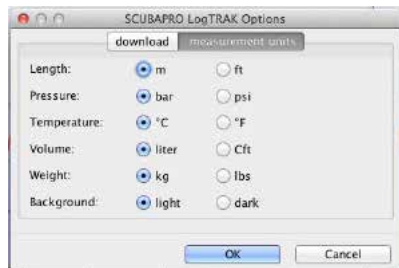 SCUBAPRO LogTRAK Options
download measurement units
Length: m ft
Pressure: bar psi
Temperature: °C °F
Volume: liter Cft
Weight: kg lbs
Background: light dark
OK Cancel